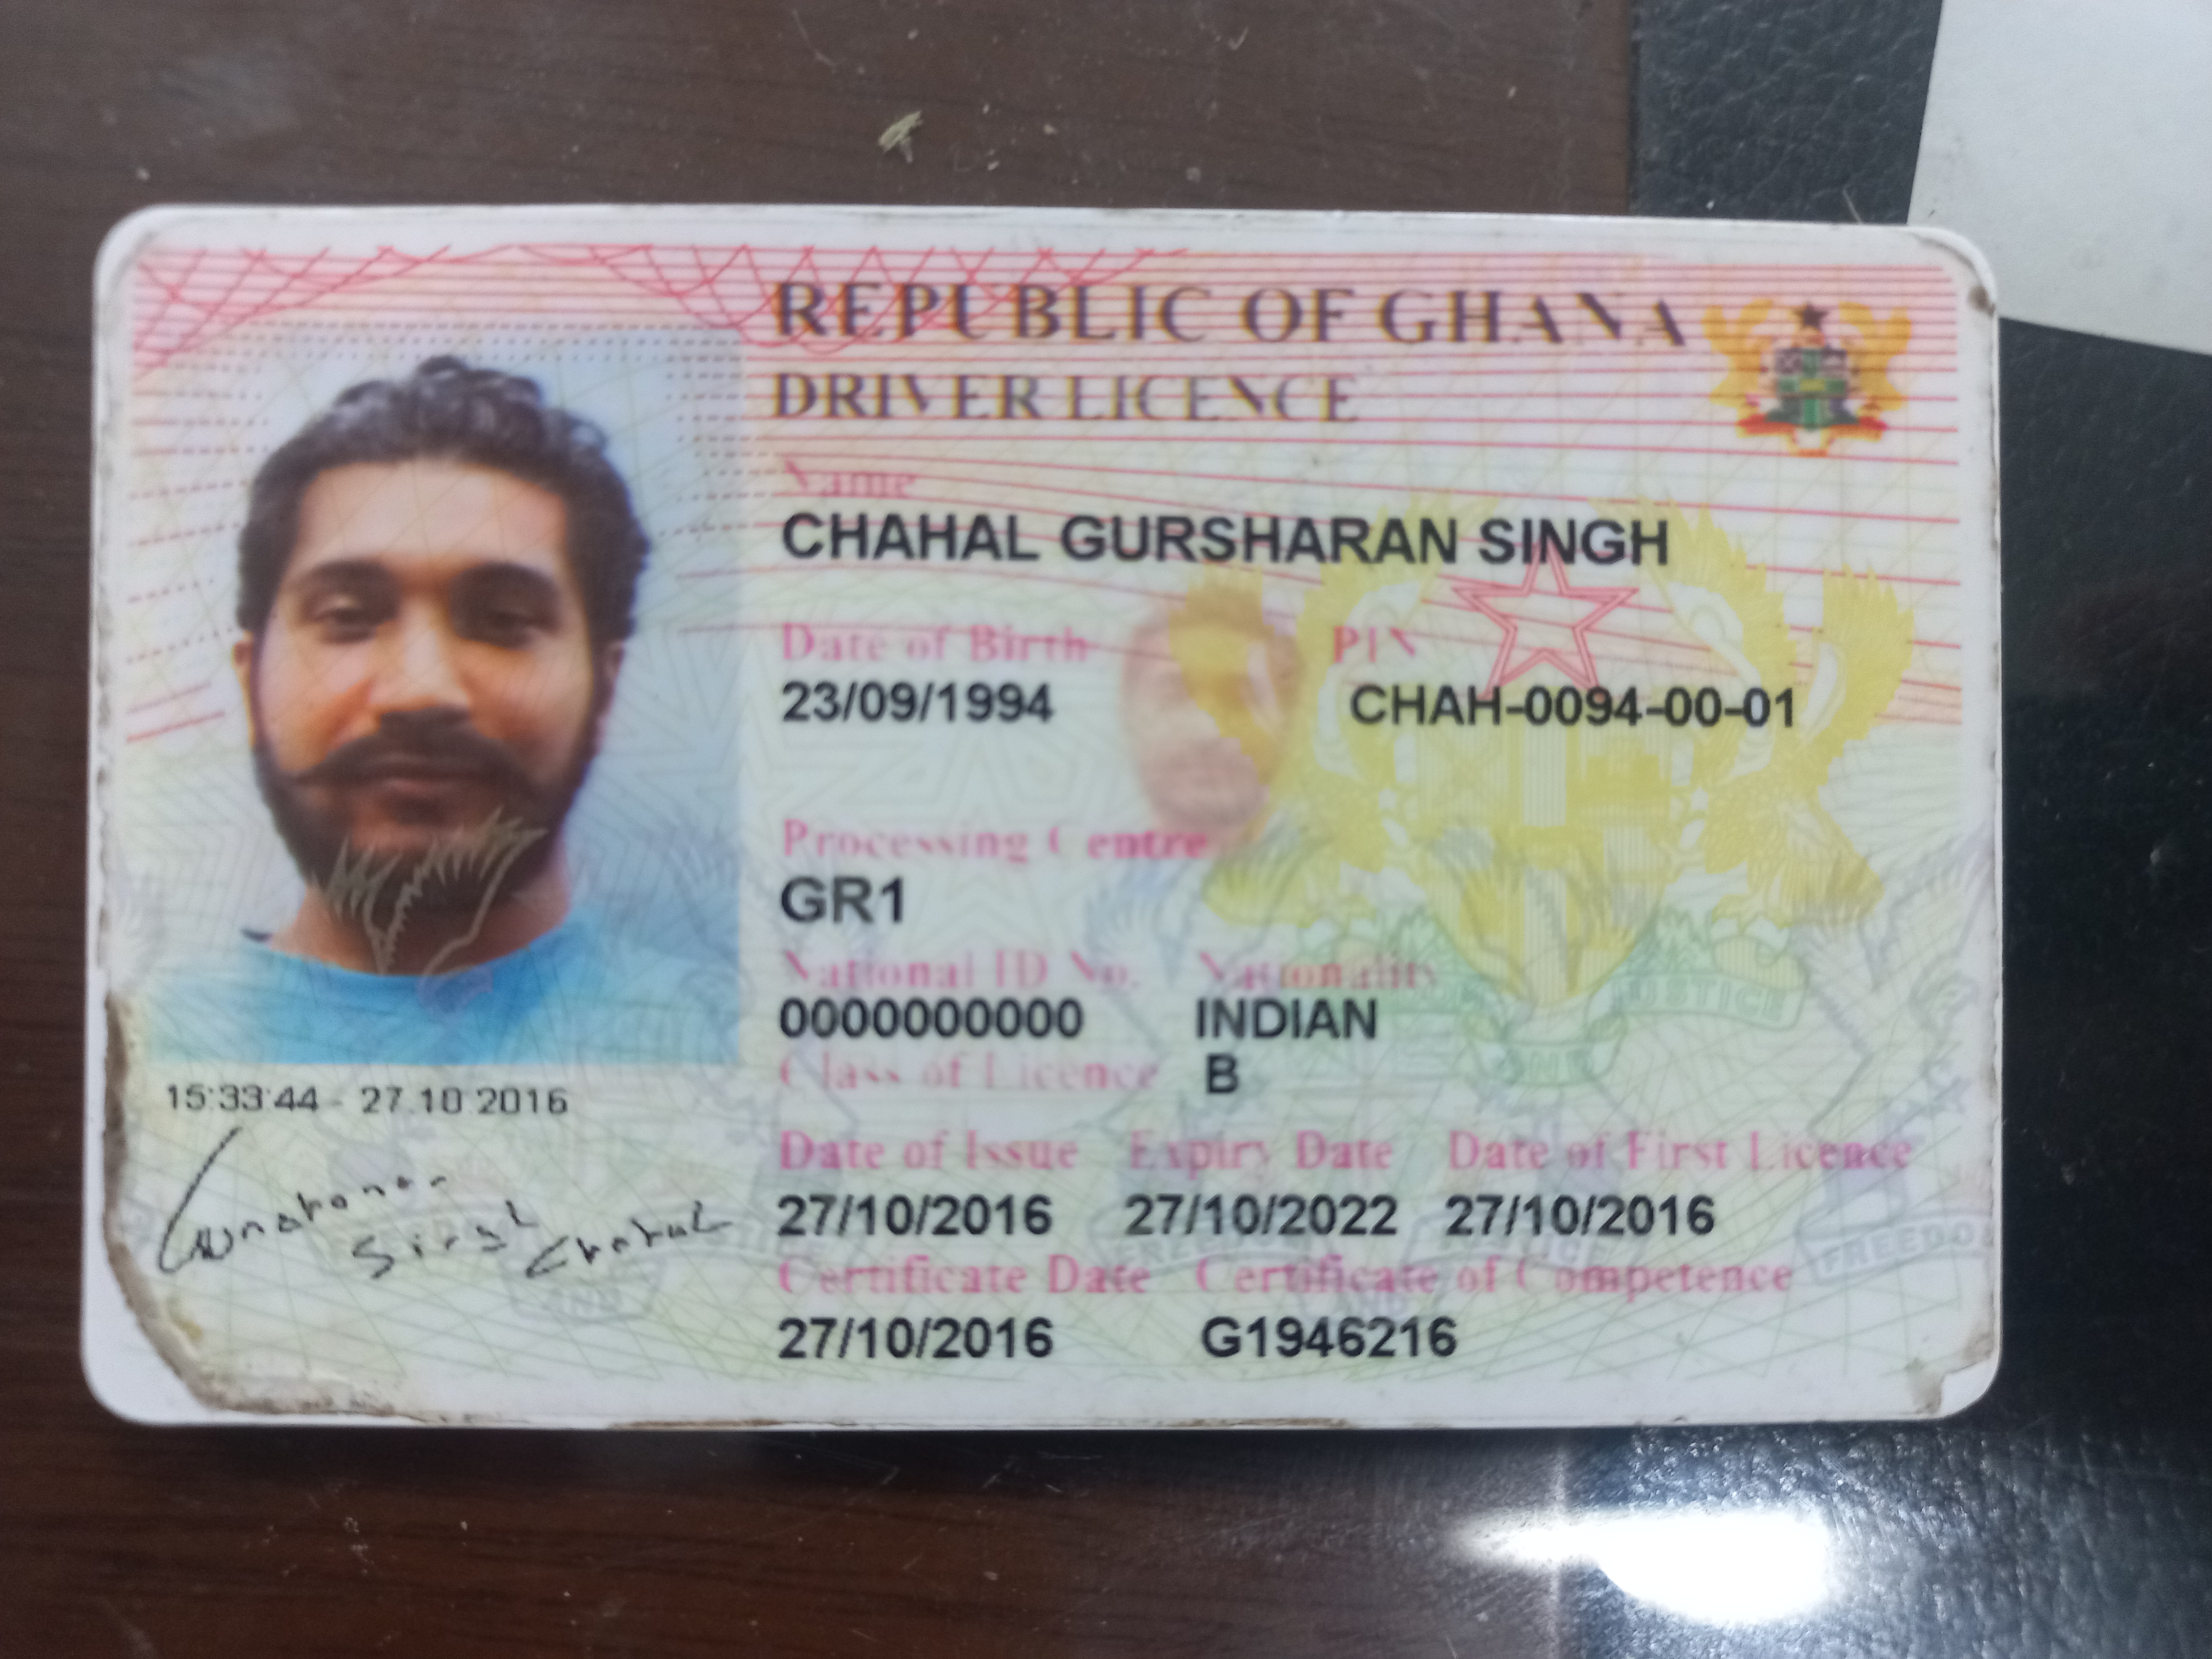 REPUBLIC OF GHANA
DRIVER LICENCE
Name
CHAHAL GURSHARAN SINGH
Date of Birth PIN
23/09/1994 CHAH-0094-00-01
Processing Centre
GR1
National ID No. Nationality
0000000000 INDIAN
Class of Licence B
Date of Issue Expiry Date Date of First Licence
27/10/2016 27/10/2022 27/10/2016
Certificate Date Certificate of Competence
27/10/2016 G1946216
15:33:44 - 27.10.2016
Gursharan Singh Chahal
JUSTICE
FREEDO